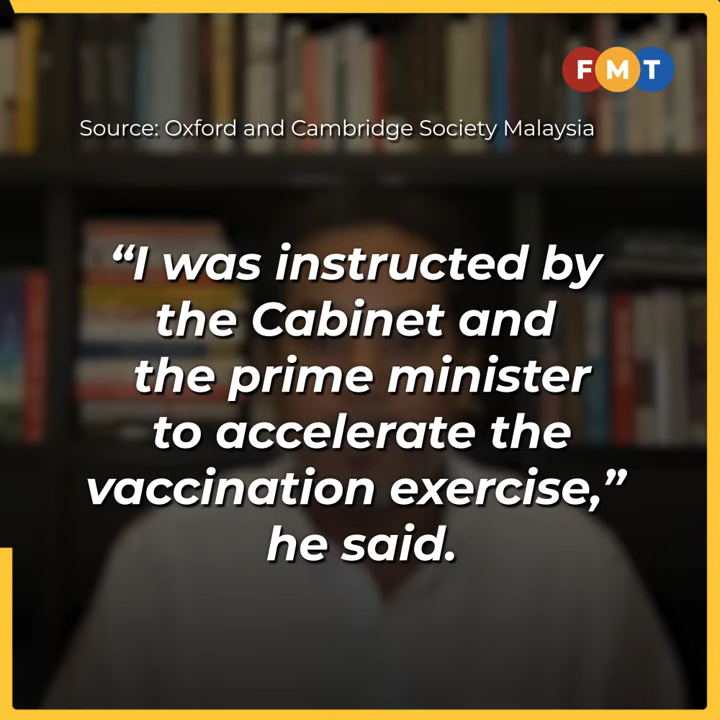 FMT
Source: Oxford and Cambridge Society Malaysia
“I was instructed by
the Cabinet and
the prime minister
to accelerate the
vaccination exercise,”
he said.